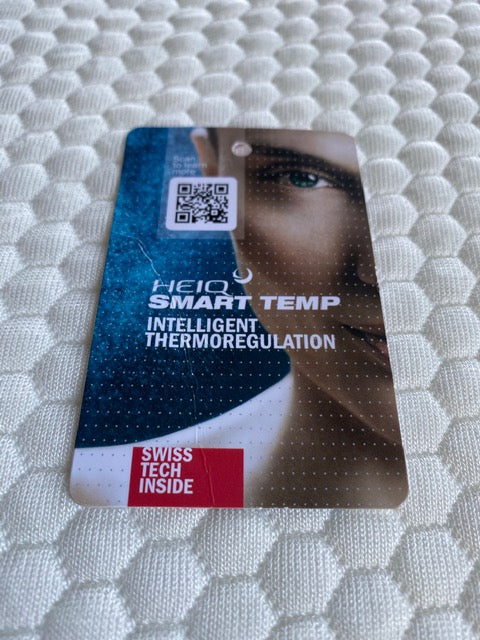 Scan
to learn
more
HEIQ
SMART TEMP
INTELLIGENT
THERMOREGULATION
SWISS
TECH
INSIDE